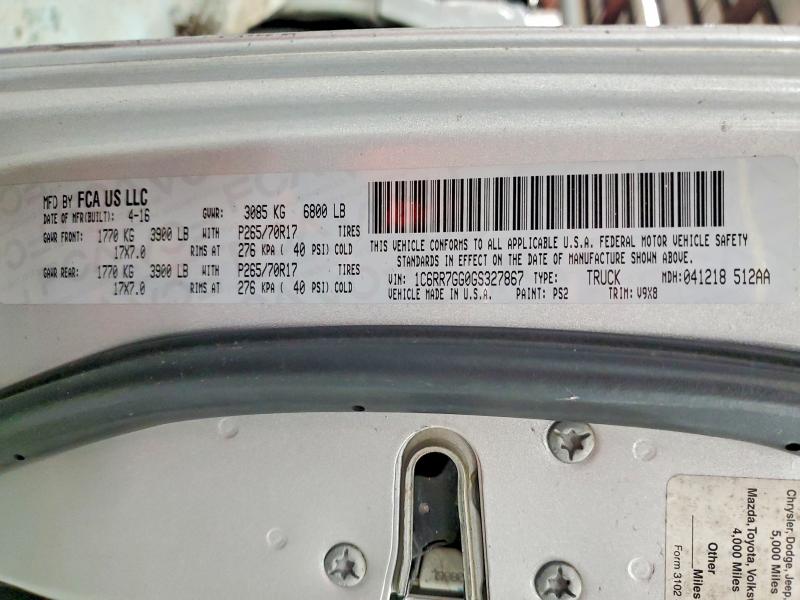 MFD BY FCA US LLC
DATE OF MFR(BUILT): 4-16 GVWR: 3085 KG 6800 LB
GAWR FRONT: 1770 KG 3900 LB WITH P265/70R17 TIRES
17X7.0 RIMS AT 276 KPA ( 40 PSI) COLD
GAWR REAR: 1770 KG 3900 LB WITH P265/70R17 TIRES
17X7.0 RIMS AT 276 KPA ( 40 PSI) COLD
THIS VEHICLE CONFORMS TO ALL APPLICABLE U.S.A. FEDERAL MOTOR VEHICLE SAFETY
STANDARDS IN EFFECT ON THE DATE OF MANUFACTURE SHOWN ABOVE.
VIN: 1C6RR7GG0GS327867 TYPE: TRUCK MDH: 041218 512AA
VEHICLE MADE IN U.S.A. PAINT: PS2 TRIM: V9X8
Chrysler, Dodge, Jeep,
5,000 Miles
Mazda, Toyota,
4,000 Miles
Other
Miles
Form 3102